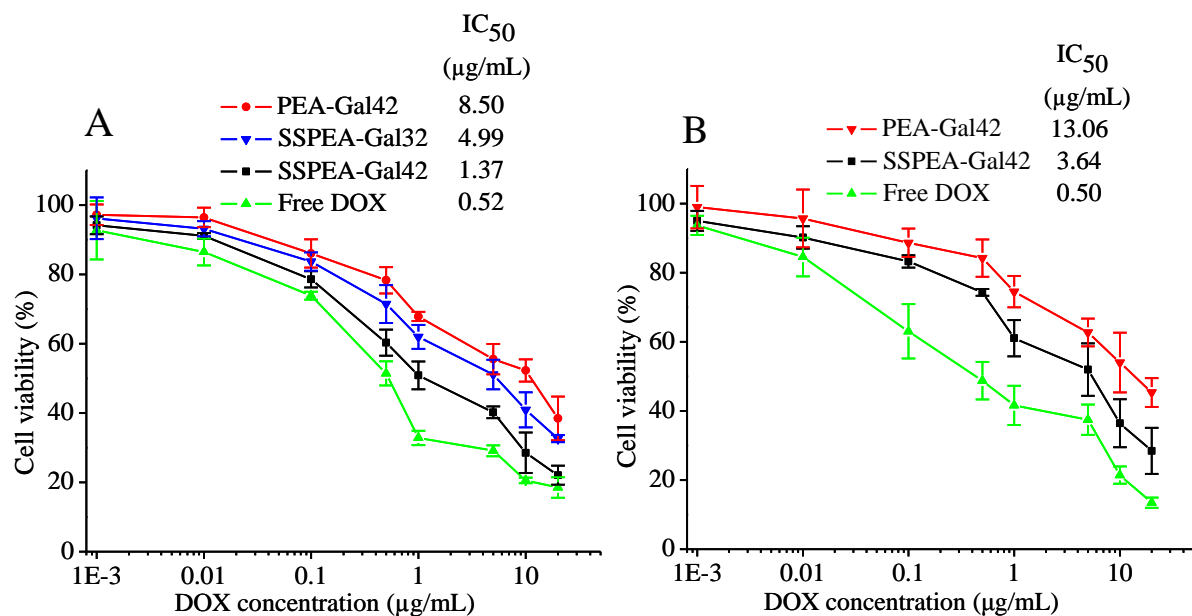 A
IC50
(µg/mL)
PEA-Gal42 8.50
SSPEA-Gal32 4.99
SSPEA-Gal42 1.37
Free DOX 0.52
Cell viability (%)
100
80
60
40
20
0
1E-3 0.01 0.1 1 10
DOX concentration (µg/mL)
B
IC50
(µg/mL)
PEA-Gal42 13.06
SSPEA-Gal42 3.64
Free DOX 0.50
Cell viability (%)
100
80
60
40
20
0
1E-3 0.01 0.1 1 10
DOX concentration (µg/mL)